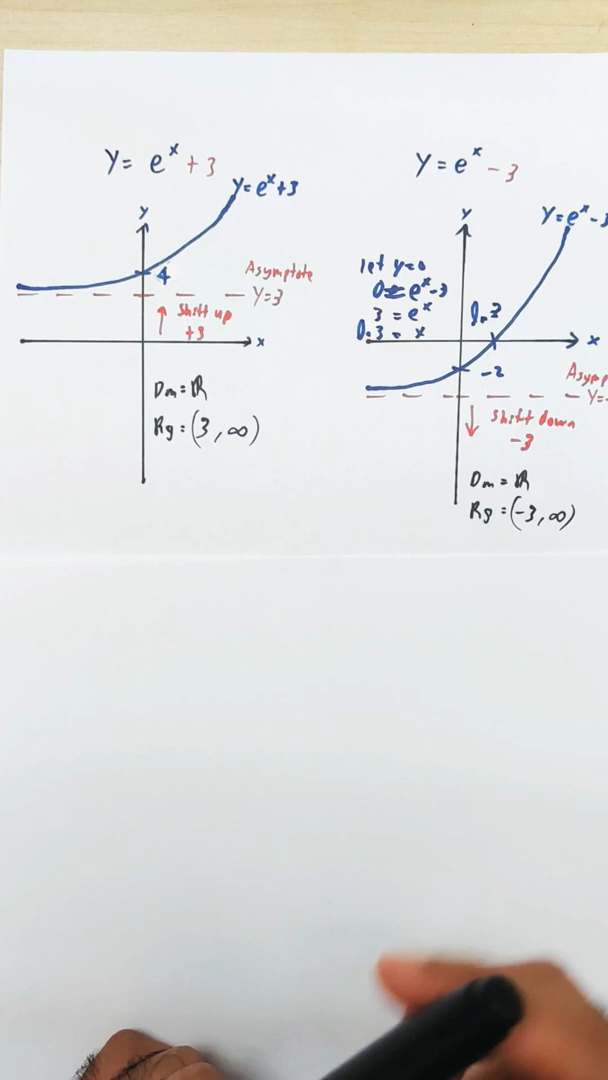 y = e^x + 3
y = e^x + 3
y
4
Asymptote
y = 3
shift up
+3
x
Dm = ℝ
Rg = (3, ∞)
y = e^x - 3
y = e^x - 3
y
let y = 0
0 = e^x - 3
3 = e^x
ln 3 = x
x
-2
shift down
-3
Dm = ℝ
Rg = (-3, ∞)